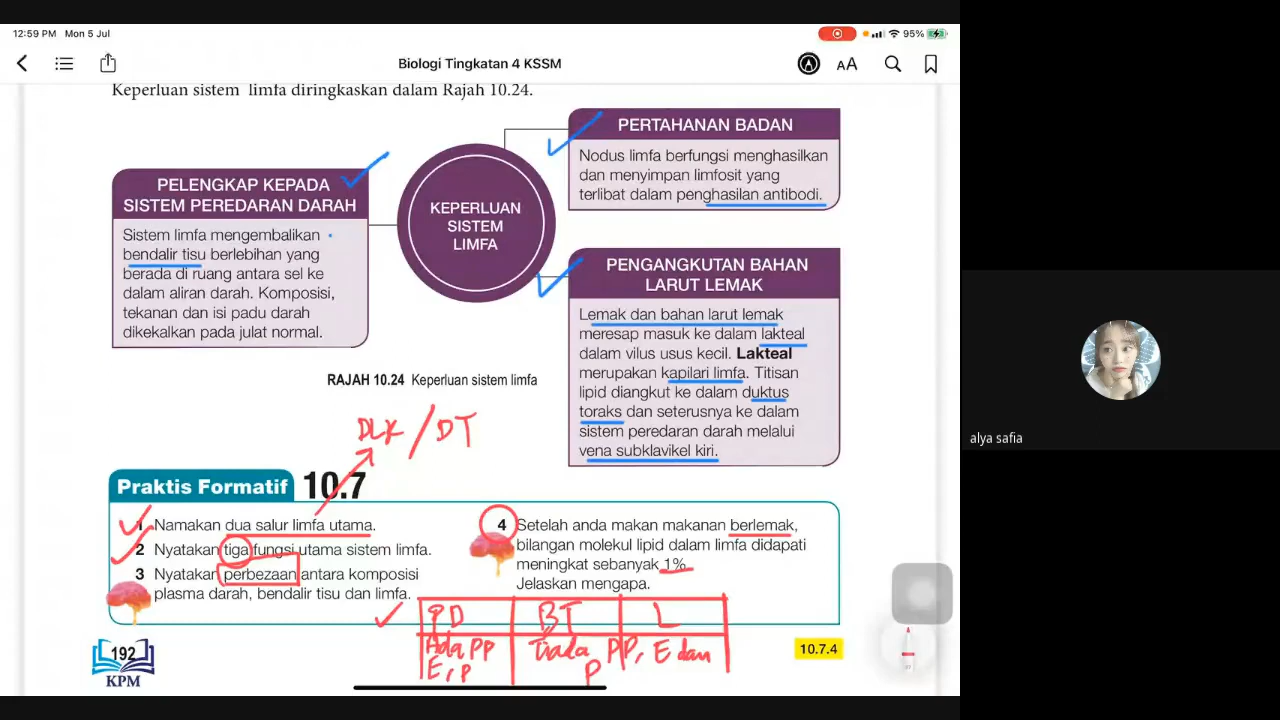 12:59 PM Mon 5 Jul
95%
Biologi Tingkatan 4 KSSM
AA
Keperluan sistem limfa diringkaskan dalam Rajah 10.24.
PERTAHANAN BADAN
Nodus limfa berfungsi menghasilkan
dan menyimpan limfosit yang
terlibat dalam penghasilan antibodi.
PELENGKAP KEPADA
SISTEM PEREDARAN DARAH
Sistem limfa mengembalikan
bendalir tisu berlebihan yang
berada di ruang antara sel ke
dalam aliran darah. Komposisi,
tekanan dan isi padu darah
dikekalkan pada julat normal.
KEPERLUAN
SISTEM
LIMFA
PENGANGKUTAN BAHAN
LARUT LEMAK
Lemak dan bahan larut lemak
meresap masuk ke dalam lakteal
dalam vilus usus kecil. Lakteal
merupakan kapilari limfa. Titisan
lipid diangkut ke dalam duktus
toraks dan seterusnya ke dalam
sistem peredaran darah melalui
vena subklavikel kiri.
RAJAH 10.24 Keperluan sistem limfa
DLK / DT
Praktis Formatif 10.7
1 Namakan dua salur limfa utama.
2 Nyatakan tiga fungsi utama sistem limfa.
3 Nyatakan perbezaan antara komposisi
plasma darah, bendalir tisu dan limfa.
4 Setelah anda makan makanan berlemak,
bilangan molekul lipid dalam limfa didapati
meningkat sebanyak 1%.
Jelaskan mengapa.
PD BT L
Ada PP Tiada PP, E dan
E, P P
192
KPM
10.7.4
alya safia